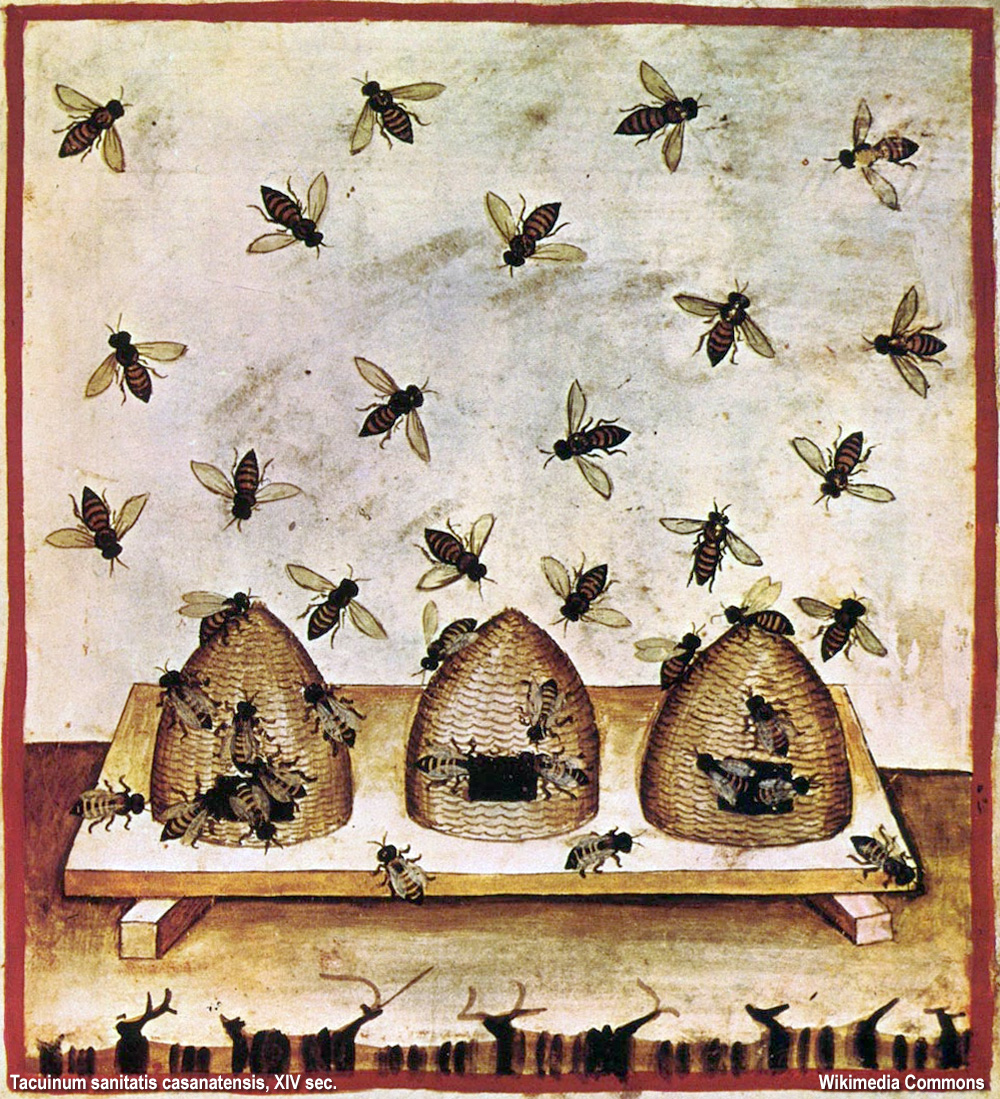 Tacuinum sanitatis casanatensis, XIV sec.
Wikimedia Commons